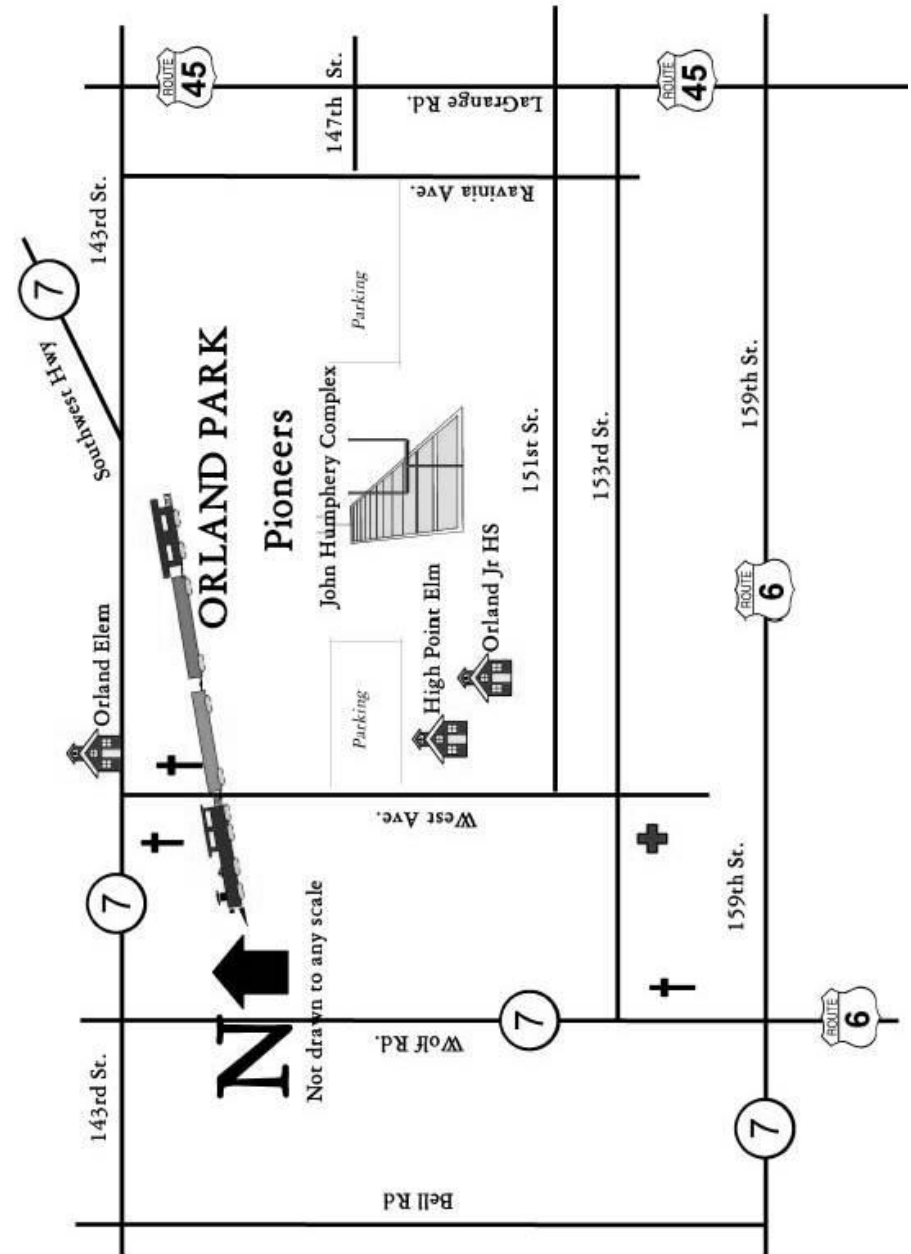 143rd St.
7
143rd St.
Orland Elem
Southwest Hwy
7
ROUTE
45
N
Not drawn to any scale
ORLAND PARK
Pioneers
John Humphery Complex
Parking
Parking
147th St.
High Point Elm
Orland Jr HS
Bell Rd
Wolf Rd.
West Ave.
Ravinia Ave.
LaGrange Rd.
7
151st St.
153rd St.
ROUTE
45
159th St.
159th St.
7
ROUTE
6
ROUTE
6